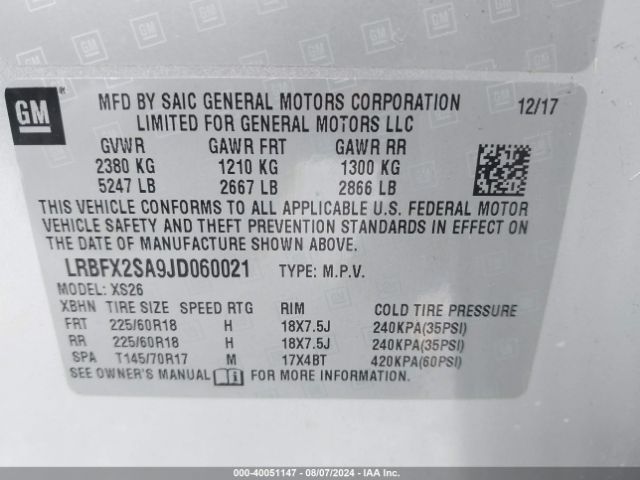 GM ®
MFD BY SAIC GENERAL MOTORS CORPORATION 12/17
LIMITED FOR GENERAL MOTORS LLC
GVWR GAWR FRT GAWR RR
2380 KG 1210 KG 1300 KG
5247 LB 2667 LB 2866 LB
THIS VEHICLE CONFORMS TO ALL APPLICABLE U.S. FEDERAL MOTOR
VEHICLE SAFETY AND THEFT PREVENTION STANDARDS IN EFFECT ON
THE DATE OF MANUFACTURE SHOWN ABOVE.
LRBFX2SA9JD060021 TYPE: M.P.V.
MODEL: XS26
XBHN TIRE SIZE SPEED RTG RIM COLD TIRE PRESSURE
FRT 225/60R18 H 18X7.5J 240KPA(35PSI)
RR 225/60R18 H 18X7.5J 240KPA(35PSI)
SPA T145/70R17 M 17X4BT 420KPA(60PSI)
SEE OWNER'S MANUAL FOR MORE INFORMATION
000-40051147 - 08/07/2024 - IAAI.COM